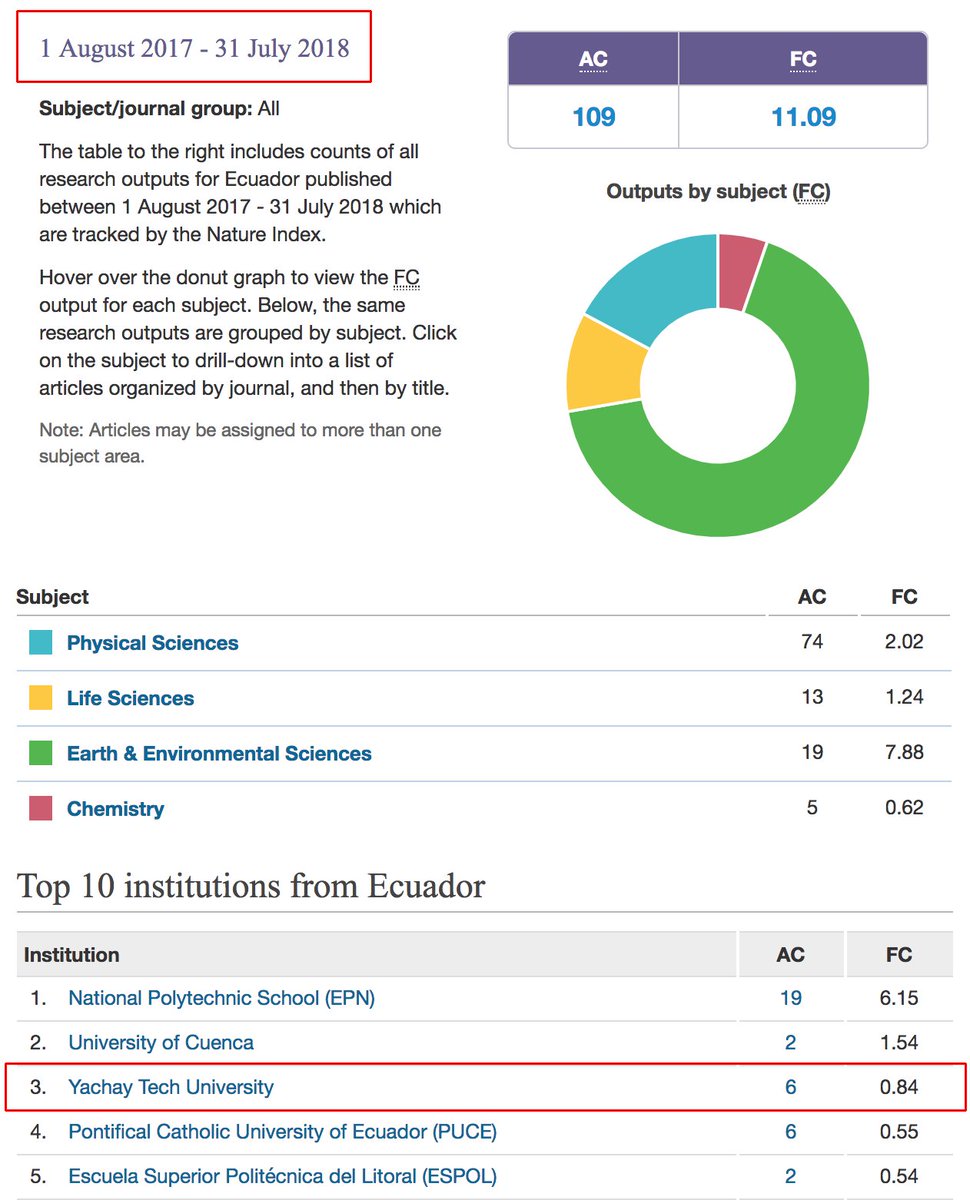 1 August 2017 - 31 July 2018
Subject/journal group: All
The table to the right includes counts of all
research outputs for Ecuador published
between 1 August 2017 - 31 July 2018 which
are tracked by the Nature Index.
Hover over the donut graph to view the FC
output for each subject. Below, the same
research outputs are grouped by subject. Click
on the subject to drill-down into a list of
articles organized by journal, and then by title.
Note: Articles may be assigned to more than one
subject area.
AC FC
109 11.09
Outputs by subject (FC)
Subject AC FC
Physical Sciences 74 2.02
Life Sciences 13 1.24
Earth & Environmental Sciences 19 7.88
Chemistry 5 0.62
Top 10 institutions from Ecuador
Institution AC FC
1. National Polytechnic School (EPN) 19 6.15
2. University of Cuenca 2 1.54
3. Yachay Tech University 6 0.84
4. Pontifical Catholic University of Ecuador (PUCE) 6 0.55
5. Escuela Superior Politécnica del Litoral (ESPOL) 2 0.54